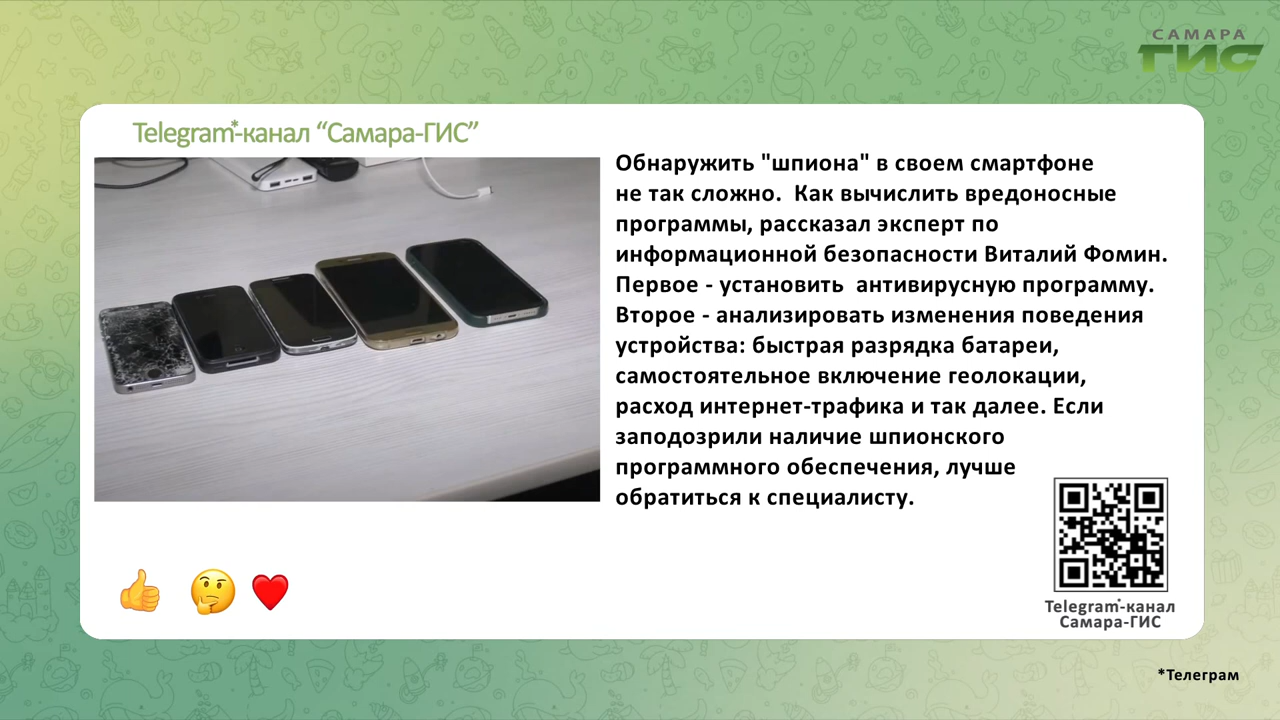 САМАРА
ГИС
Telegram*-канал “Самара-ГИС”
Обнаружить "шпиона" в своем смартфоне
не так сложно.  Как вычислить вредоносные
программы, рассказал эксперт по
информационной безопасности Виталий Фомин.
Первое - установить  антивирусную программу.
Второе - анализировать изменения поведения
устройства: быстрая разрядка батареи,
самостоятельное включение геолокации,
расход интернет-трафика и так далее. Если
заподозрили наличие шпионского
программного обеспечения, лучше
обратиться к специалисту.
Telegram*-канал
Самара-ГИС
*Телеграм